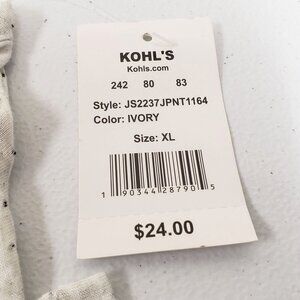 KOHL'S
Kohls.com
242 80 83
Style: JS2237JPNT1164
Color: IVORY
Size: XL
1 90344 28790 5
$24.00